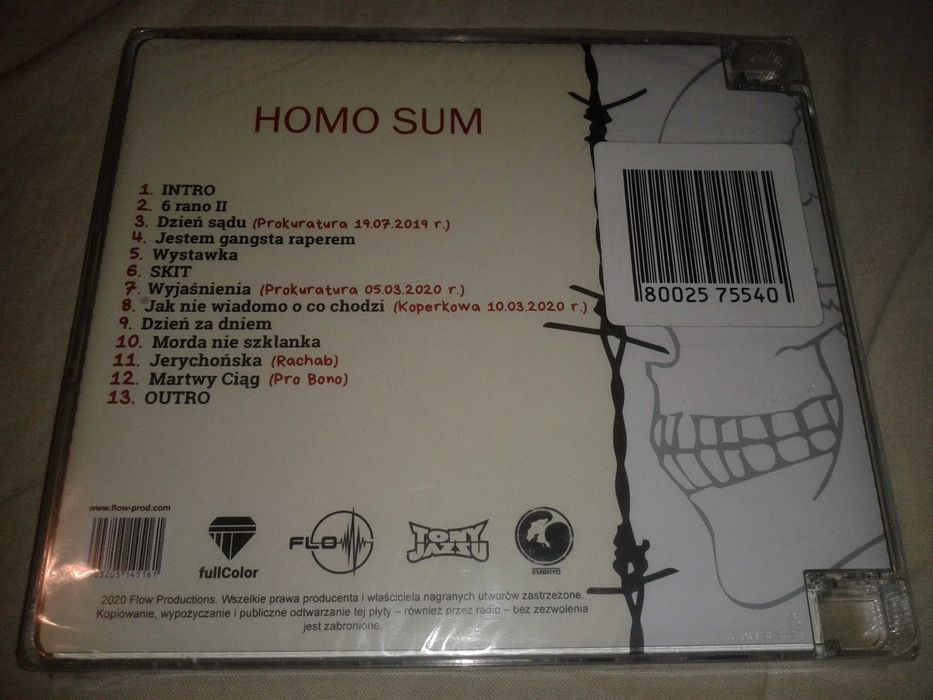 HOMO SUM
1. INTRO
2. 6 rano II
3. Dzień sądu (Prokuratura 19.07.2019 r.)
4. Jestem gangsta raperem
5. Wystawka
6. SKIT
7. Wyjaśnienia (Prokuratura 05.03.2020 r.)
8. Jak nie wiadomo o co chodzi (Koperkowa 10.03.2020 r.)
9. Dzień za dniem
10. Morda nie szklanka
11. Jerychońska (Rachab)
12. Martwy Ciąg (Pro Bono)
13. OUTRO
80025 75540
www.flow-prod.com
fullColor
FLO
TONY JAZZU
EMBRYO
2020 Flow Productions. Wszelkie prawa producenta i właściciela nagranych utworów zastrzeżone.
Kopiowanie, wypożyczanie i publiczne odtwarzanie tej płyty – również przez radio – bez zezwolenia
jest zabronione.